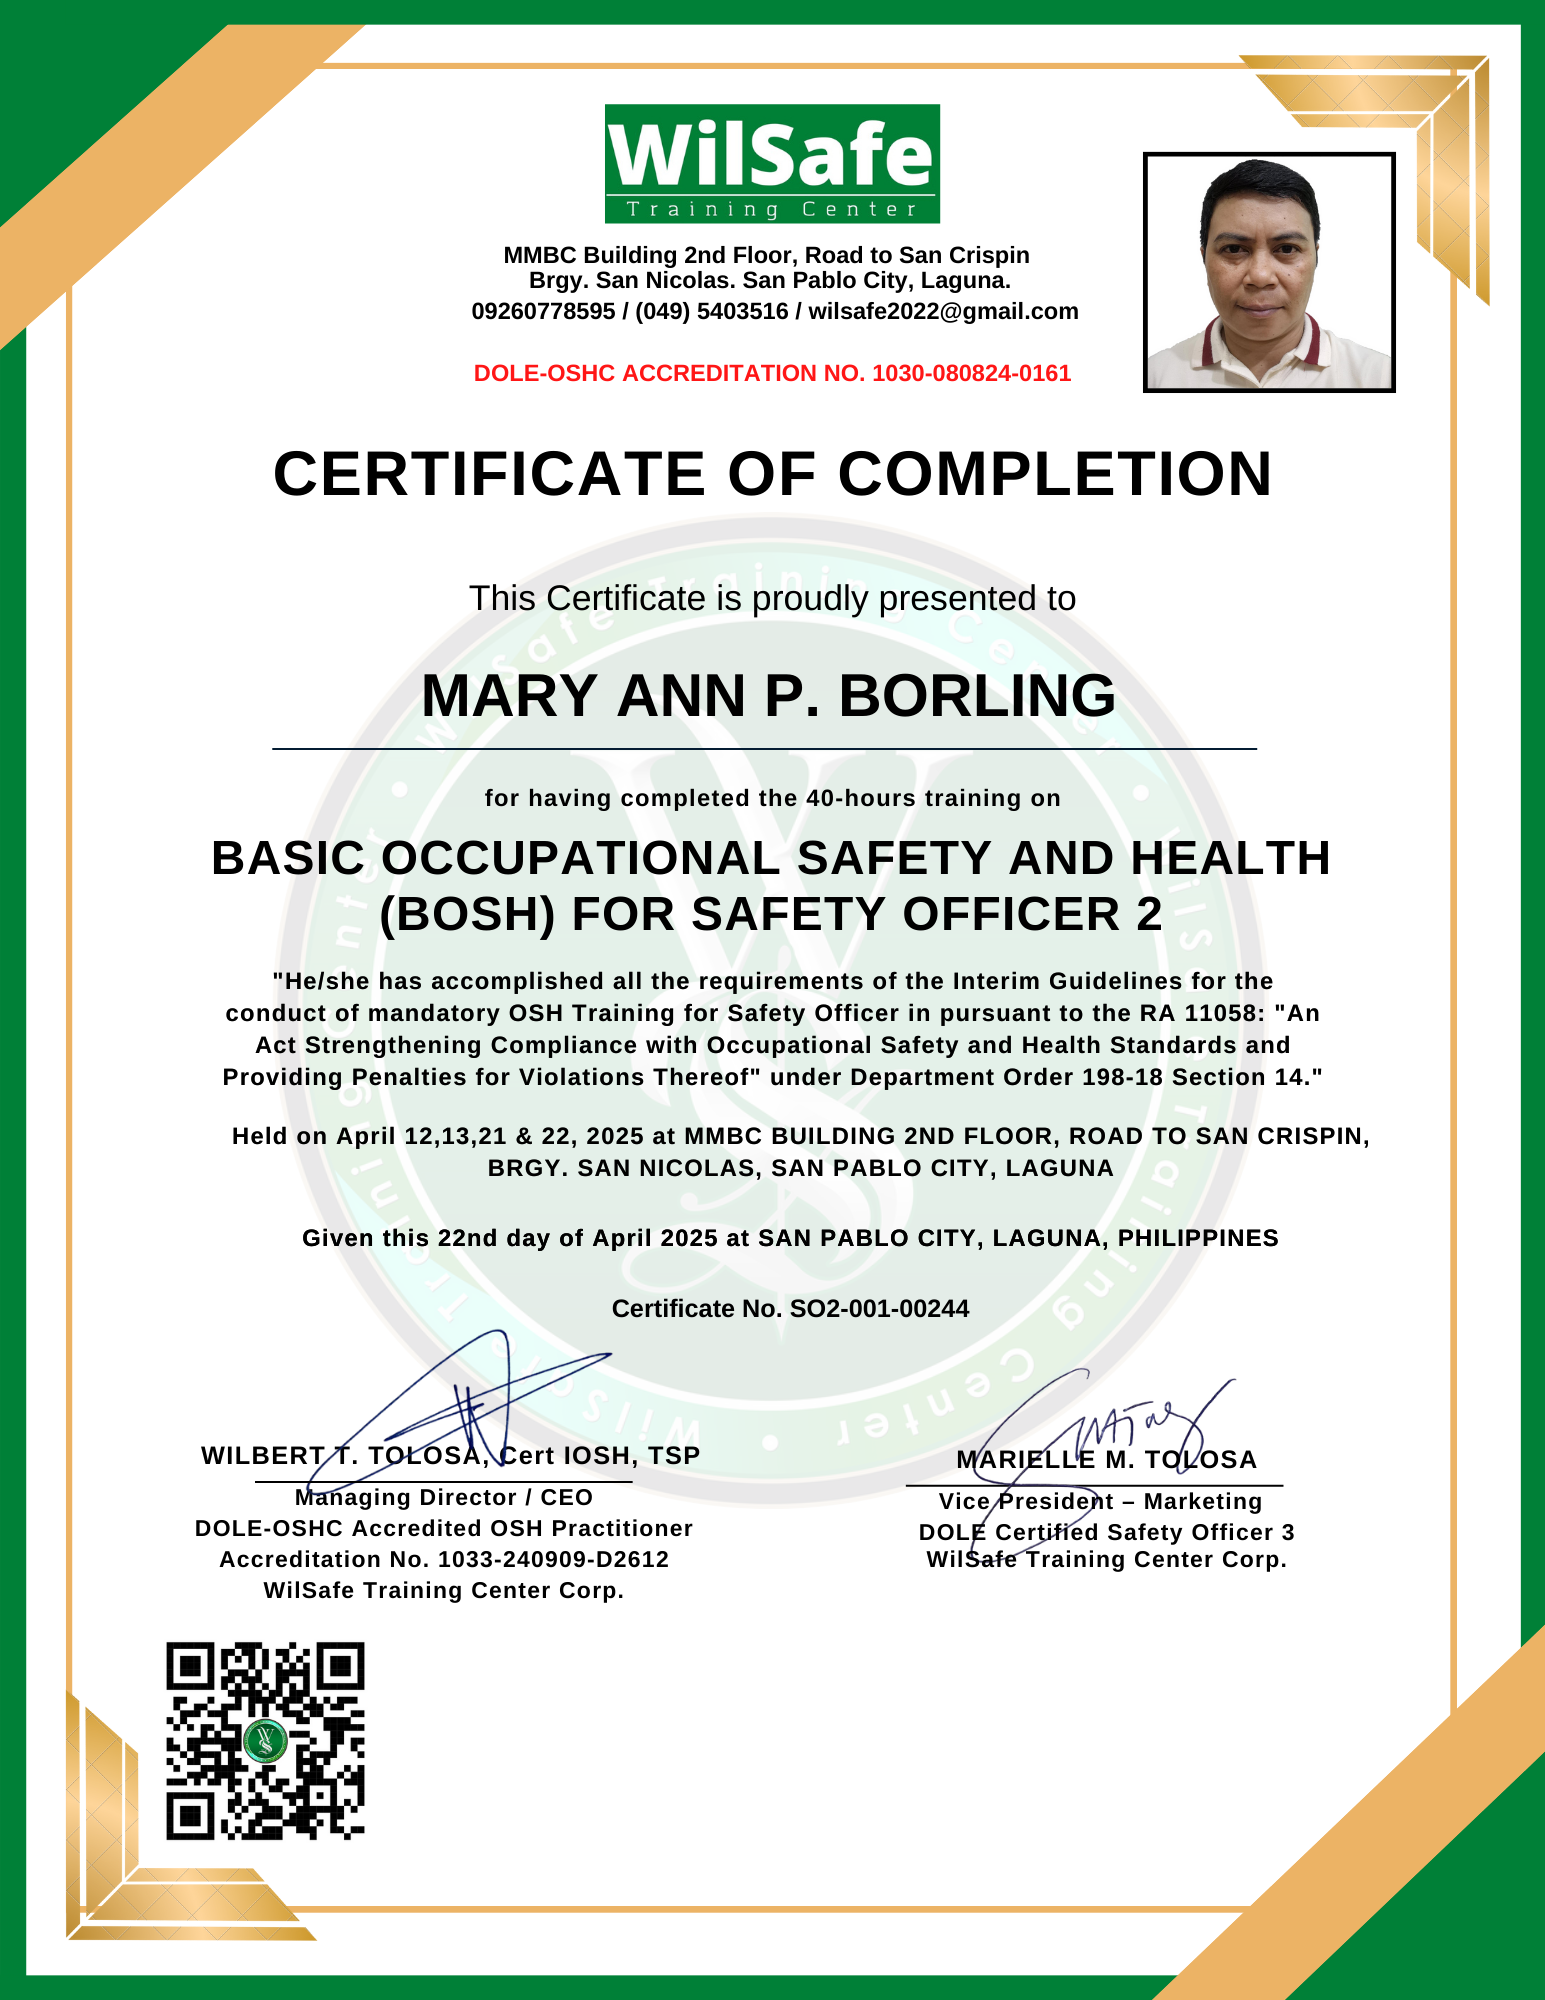 WilSafe
Training Center
MMBC Building 2nd Floor, Road to San Crispin
Brgy. San Nicolas. San Pablo City, Laguna.
09260778595 / (049) 5403516 / wilsafe2022@gmail.com
DOLE-OSHC ACCREDITATION NO. 1030-080824-0161
CERTIFICATE OF COMPLETION
This Certificate is proudly presented to
MARY ANN P. BORLING
for having completed the 40-hours training on
BASIC OCCUPATIONAL SAFETY AND HEALTH
(BOSH) FOR SAFETY OFFICER 2
"He/she has accomplished all the requirements of the Interim Guidelines for the
conduct of mandatory OSH Training for Safety Officer in pursuant to the RA 11058: "An
Act Strengthening Compliance with Occupational Safety and Health Standards and
Providing Penalties for Violations Thereof" under Department Order 198-18 Section 14."
Held on April 12,13,21 & 22, 2025 at MMBC BUILDING 2ND FLOOR, ROAD TO SAN CRISPIN,
BRGY. SAN NICOLAS, SAN PABLO CITY, LAGUNA
Given this 22nd day of April 2025 at SAN PABLO CITY, LAGUNA, PHILIPPINES
Certificate No. SO2-001-00244
WILBERT T. TOLOSA, Cert IOSH, TSP
Managing Director / CEO
DOLE-OSHC Accredited OSH Practitioner
Accreditation No. 1033-240909-D2612
WilSafe Training Center Corp.
MARIELLE M. TOLOSA
Vice President – Marketing
DOLE Certified Safety Officer 3
WilSafe Training Center Corp.
WilSafe Training Center • WilSafe Training Center • WilSafe Training Center •